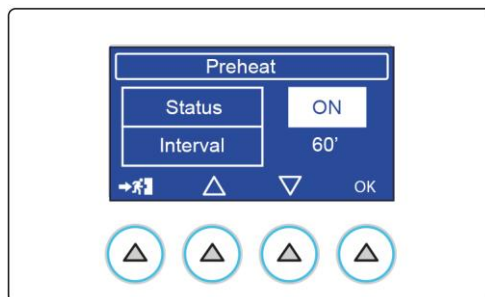 Preheat
Status ON
Interval 60’
OK